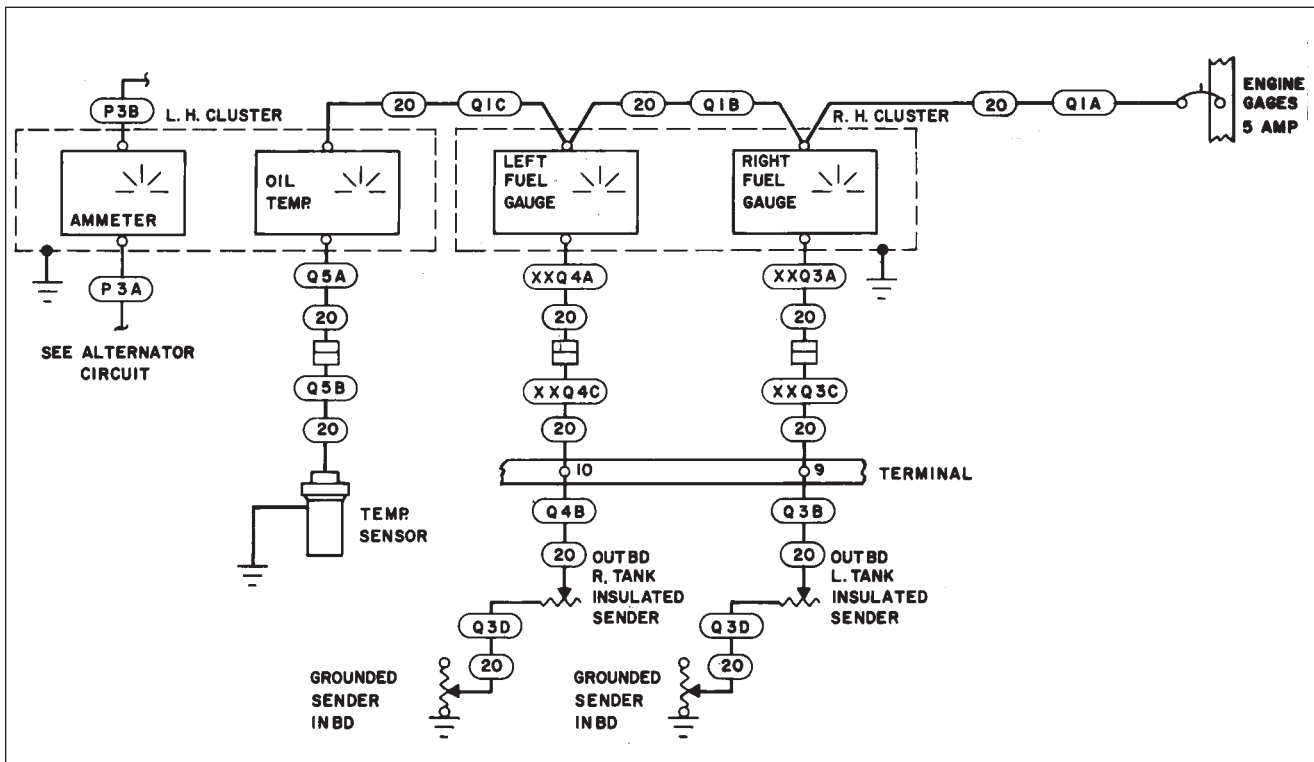 P3B
L. H. CLUSTER
20
Q1C
20
Q1B
R. H. CLUSTER
20
Q1A
ENGINE
GAGES
5 AMP
AMMETER
OIL
TEMP.
LEFT
FUEL
GAUGE
RIGHT
FUEL
GAUGE
P3A
SEE ALTERNATOR
CIRCUIT
Q5A
20
Q5B
20
TEMP.
SENSOR
XXQ4A
20
XXQ4C
20
XXQ3A
20
XXQ3C
20
10
9
TERMINAL
Q4B
20
OUTBD
R. TANK
INSULATED
SENDER
Q3B
20
OUTBD
L. TANK
INSULATED
SENDER
Q3D
20
GROUNDED
SENDER
INBD
Q3D
20
GROUNDED
SENDER
INBD